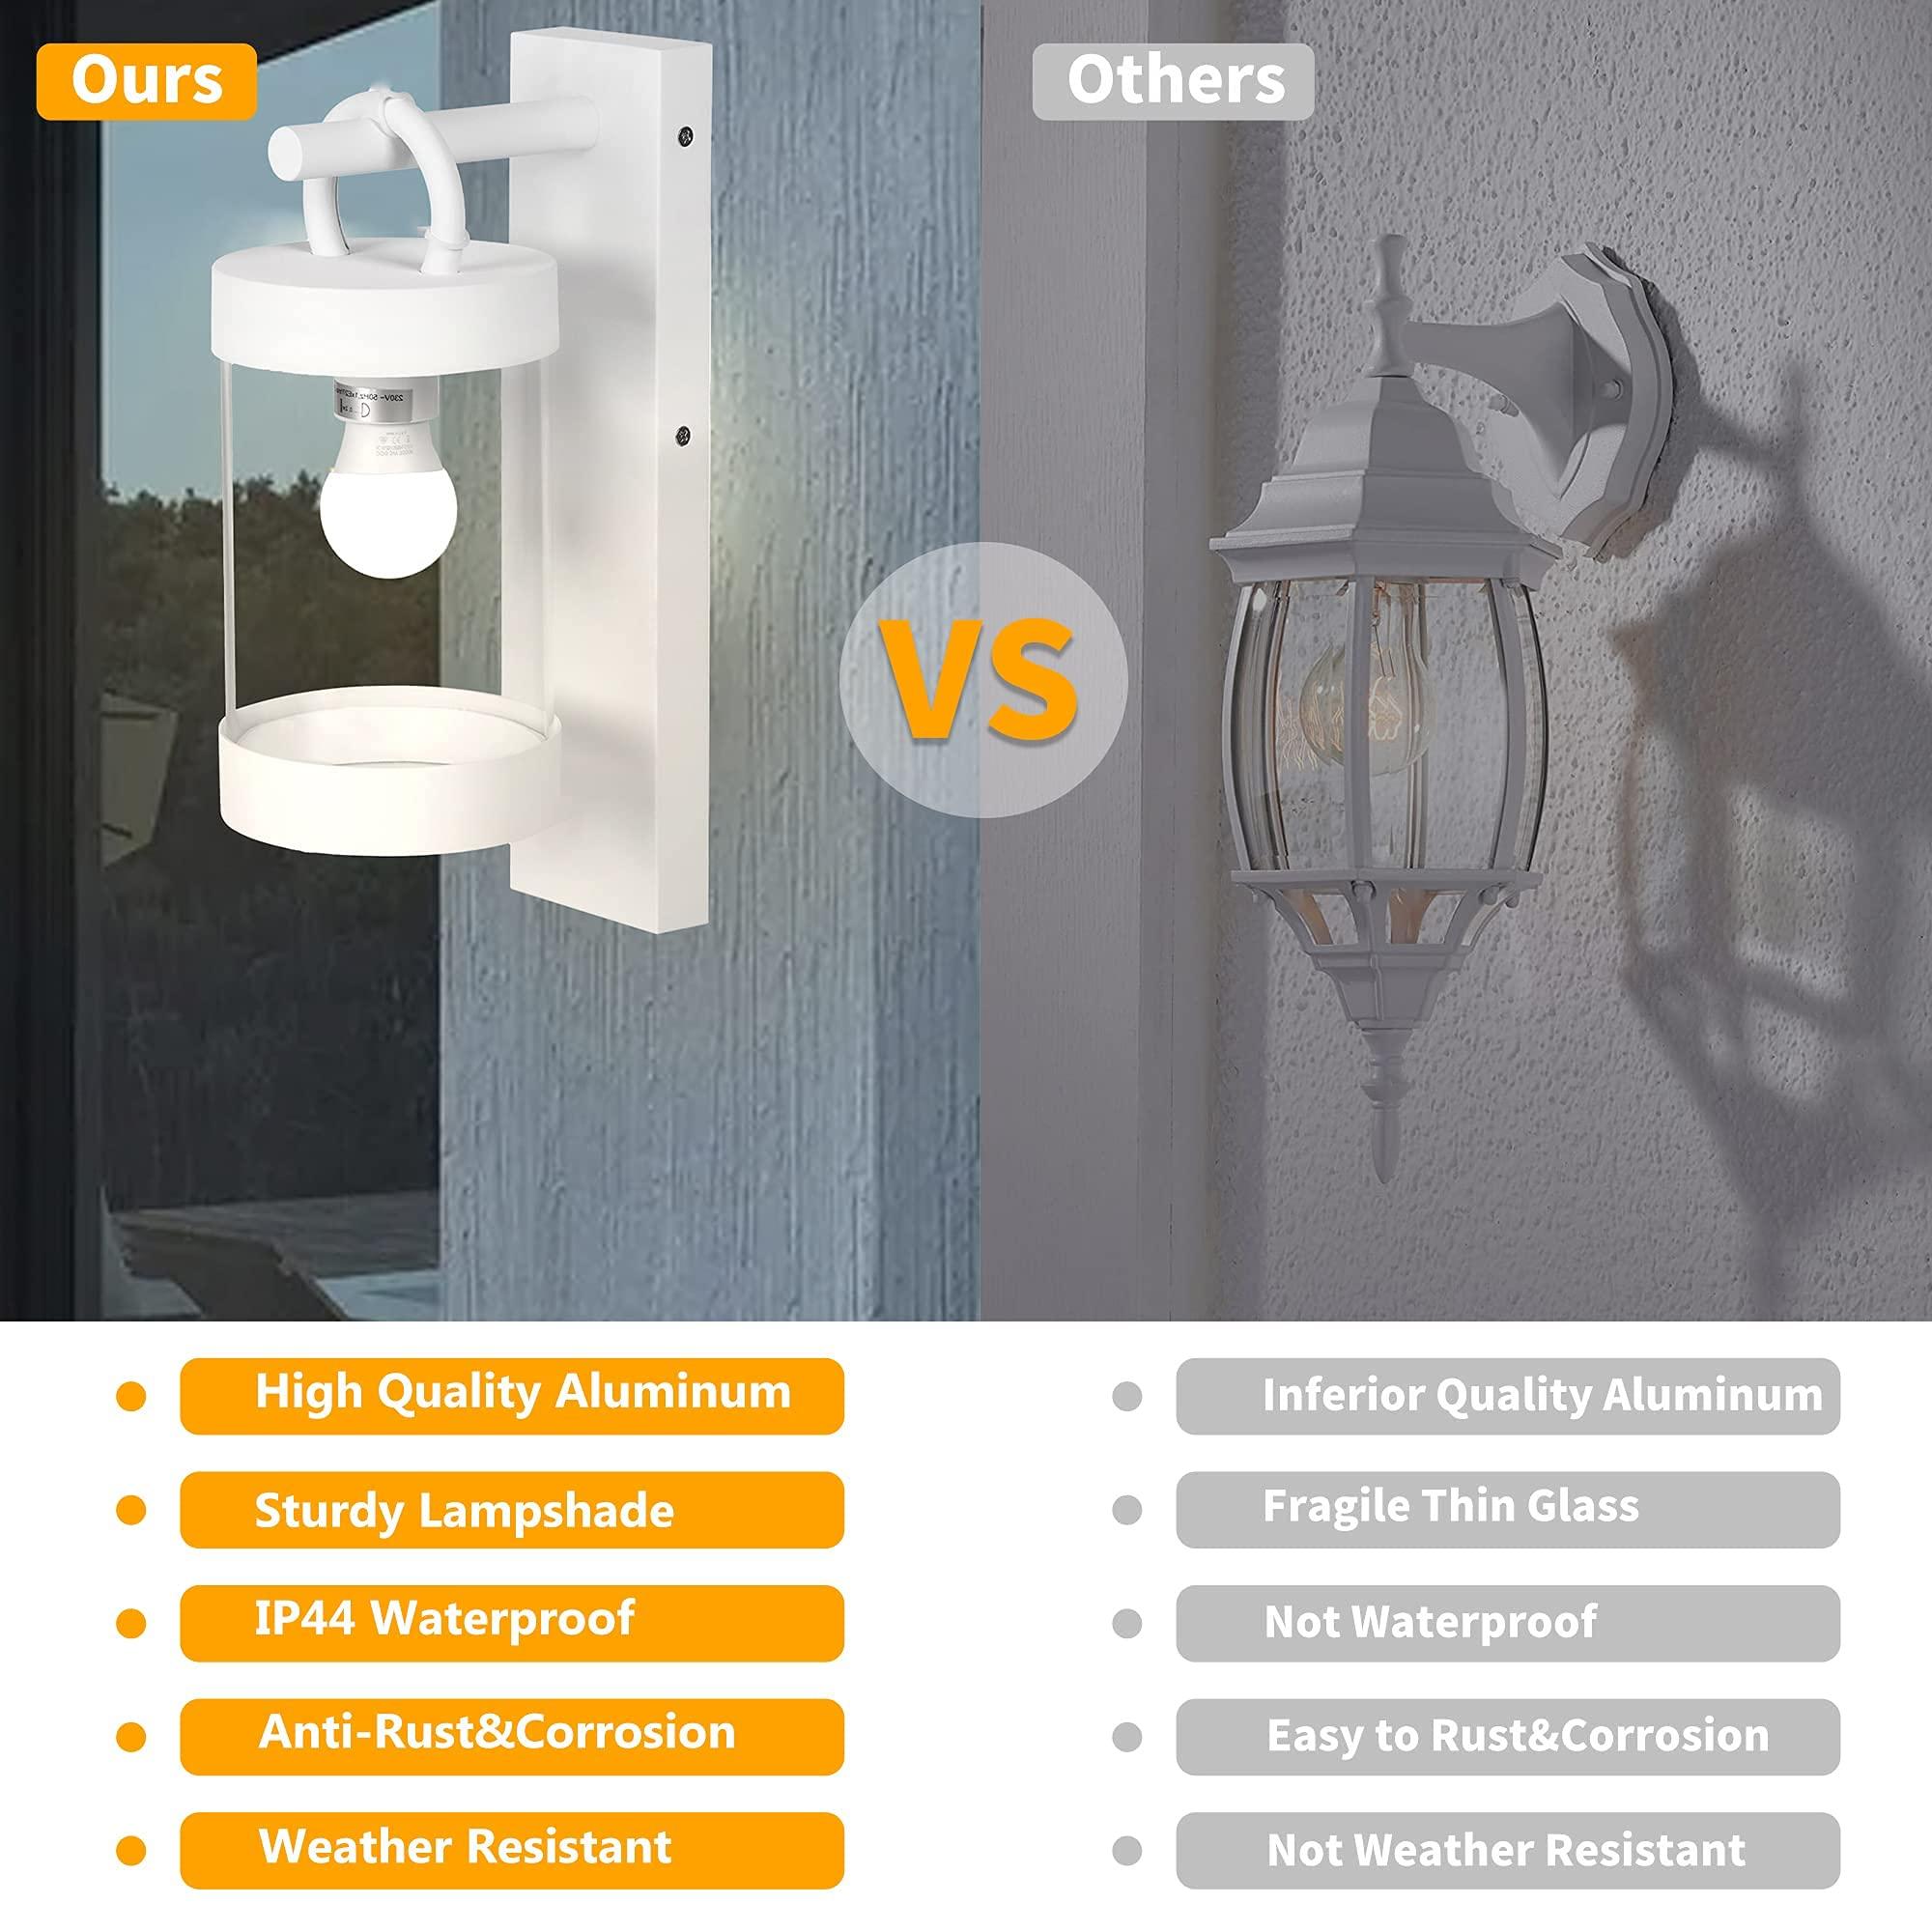 Ours
Others
VS
High Quality Aluminum
Inferior Quality Aluminum
Sturdy Lampshade
Fragile Thin Glass
IP44 Waterproof
Not Waterproof
Anti-Rust&Corrosion
Easy to Rust&Corrosion
Weather Resistant
Not Weather Resistant